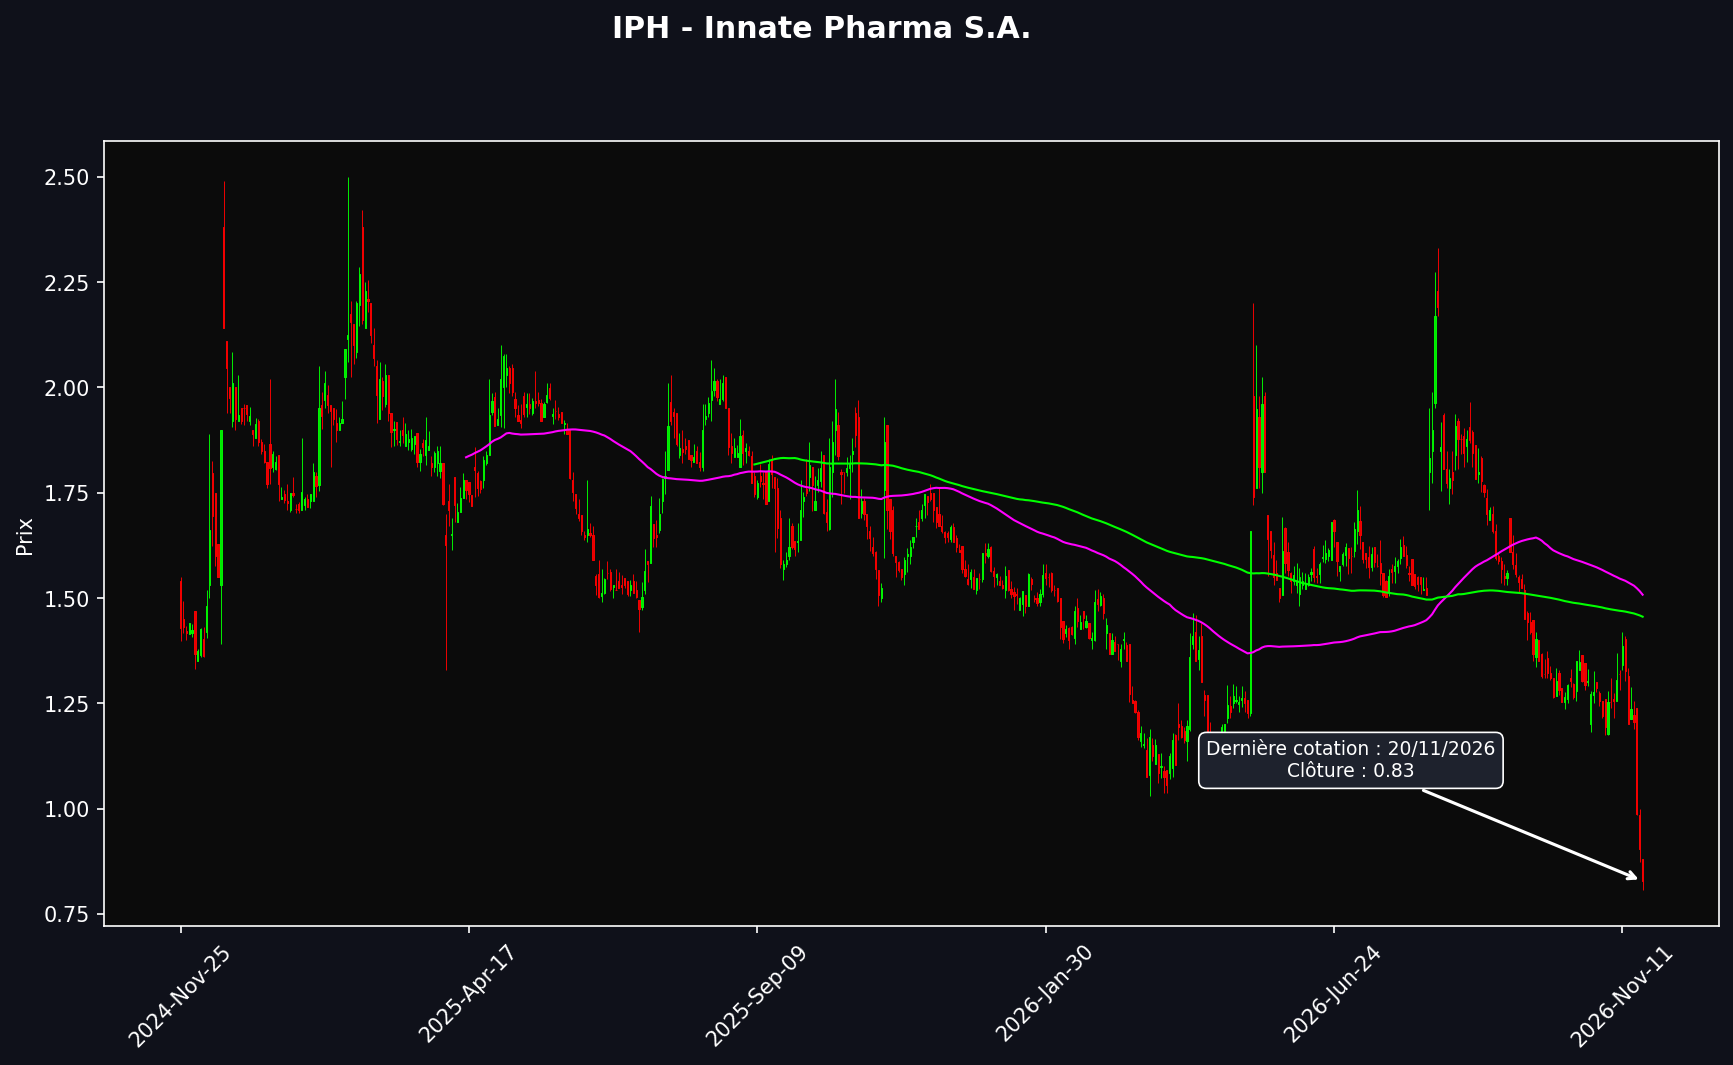 IPH - Innate Pharma S.A.
Prix
2.50
2.25
2.00
1.75
1.50
1.25
1.00
0.75
Dernière cotation : 20/11/2026
Clôture : 0.83
2024-Nov-25
2025-Apr-17
2025-Sep-09
2026-Jan-30
2026-Jun-24
2026-Nov-11